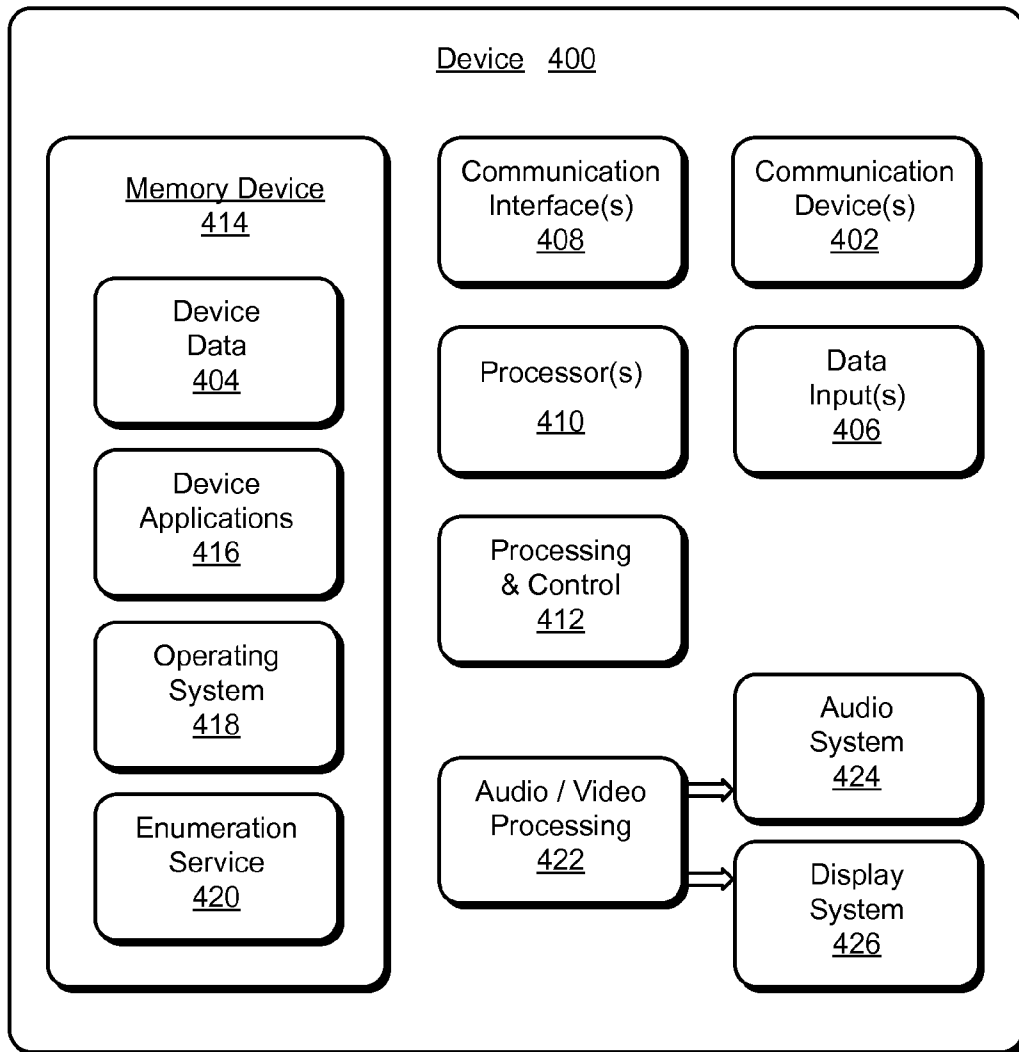 Device 400
Memory Device
414
Device
Data
404
Device
Applications
416
Operating
System
418
Enumeration
Service
420
Communication
Interface(s)
408
Communication
Device(s)
402
Processor(s)
410
Data
Input(s)
406
Processing
& Control
412
Audio / Video
Processing
422
Audio
System
424
Display
System
426